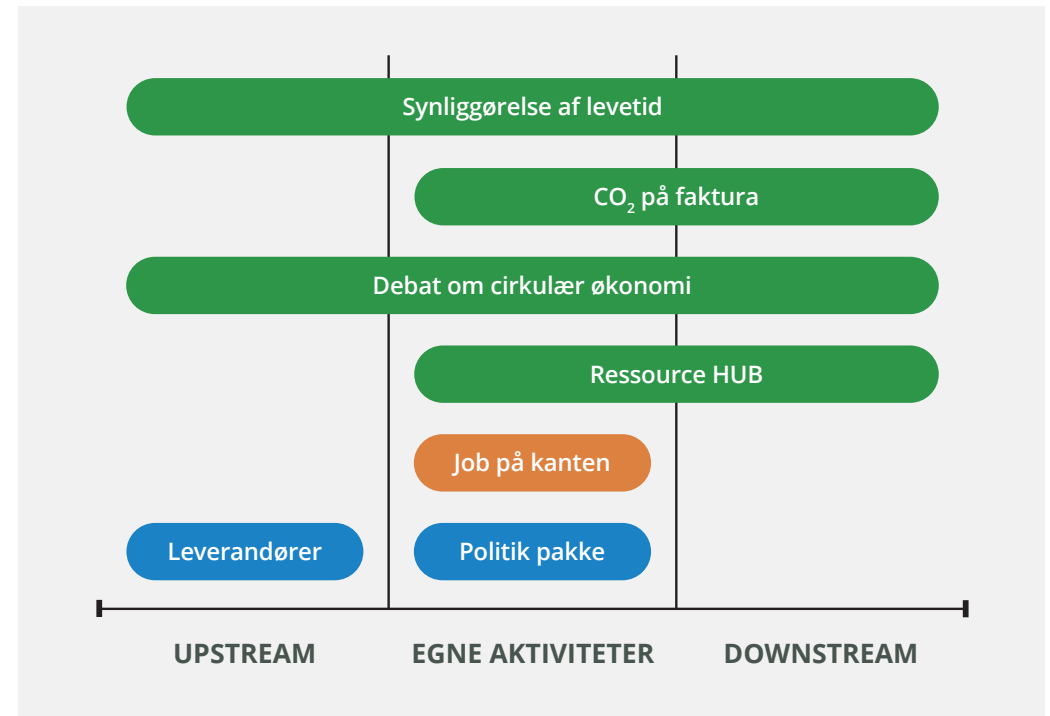 Synliggørelse af levetid
CO₂ på faktura
Debat om cirkulær økonomi
Ressource HUB
Job på kanten
Leverandører
Politik pakke
UPSTREAM
EGNE AKTIVITETER
DOWNSTREAM